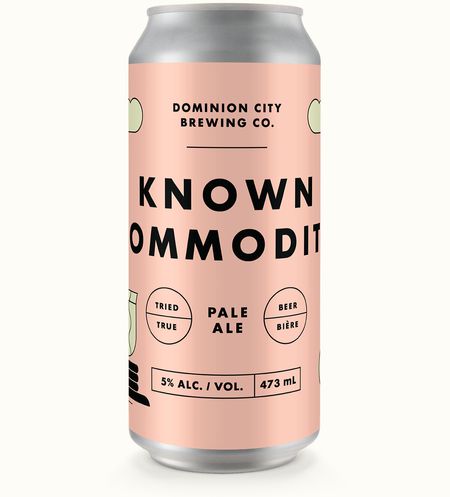 DOMINION CITY
BREWING CO.
KNOWN
OMMODIT
TRIED
TRUE
PALE
ALE
BEER
BIÈRE
5% ALC. / VOL.
473 mL